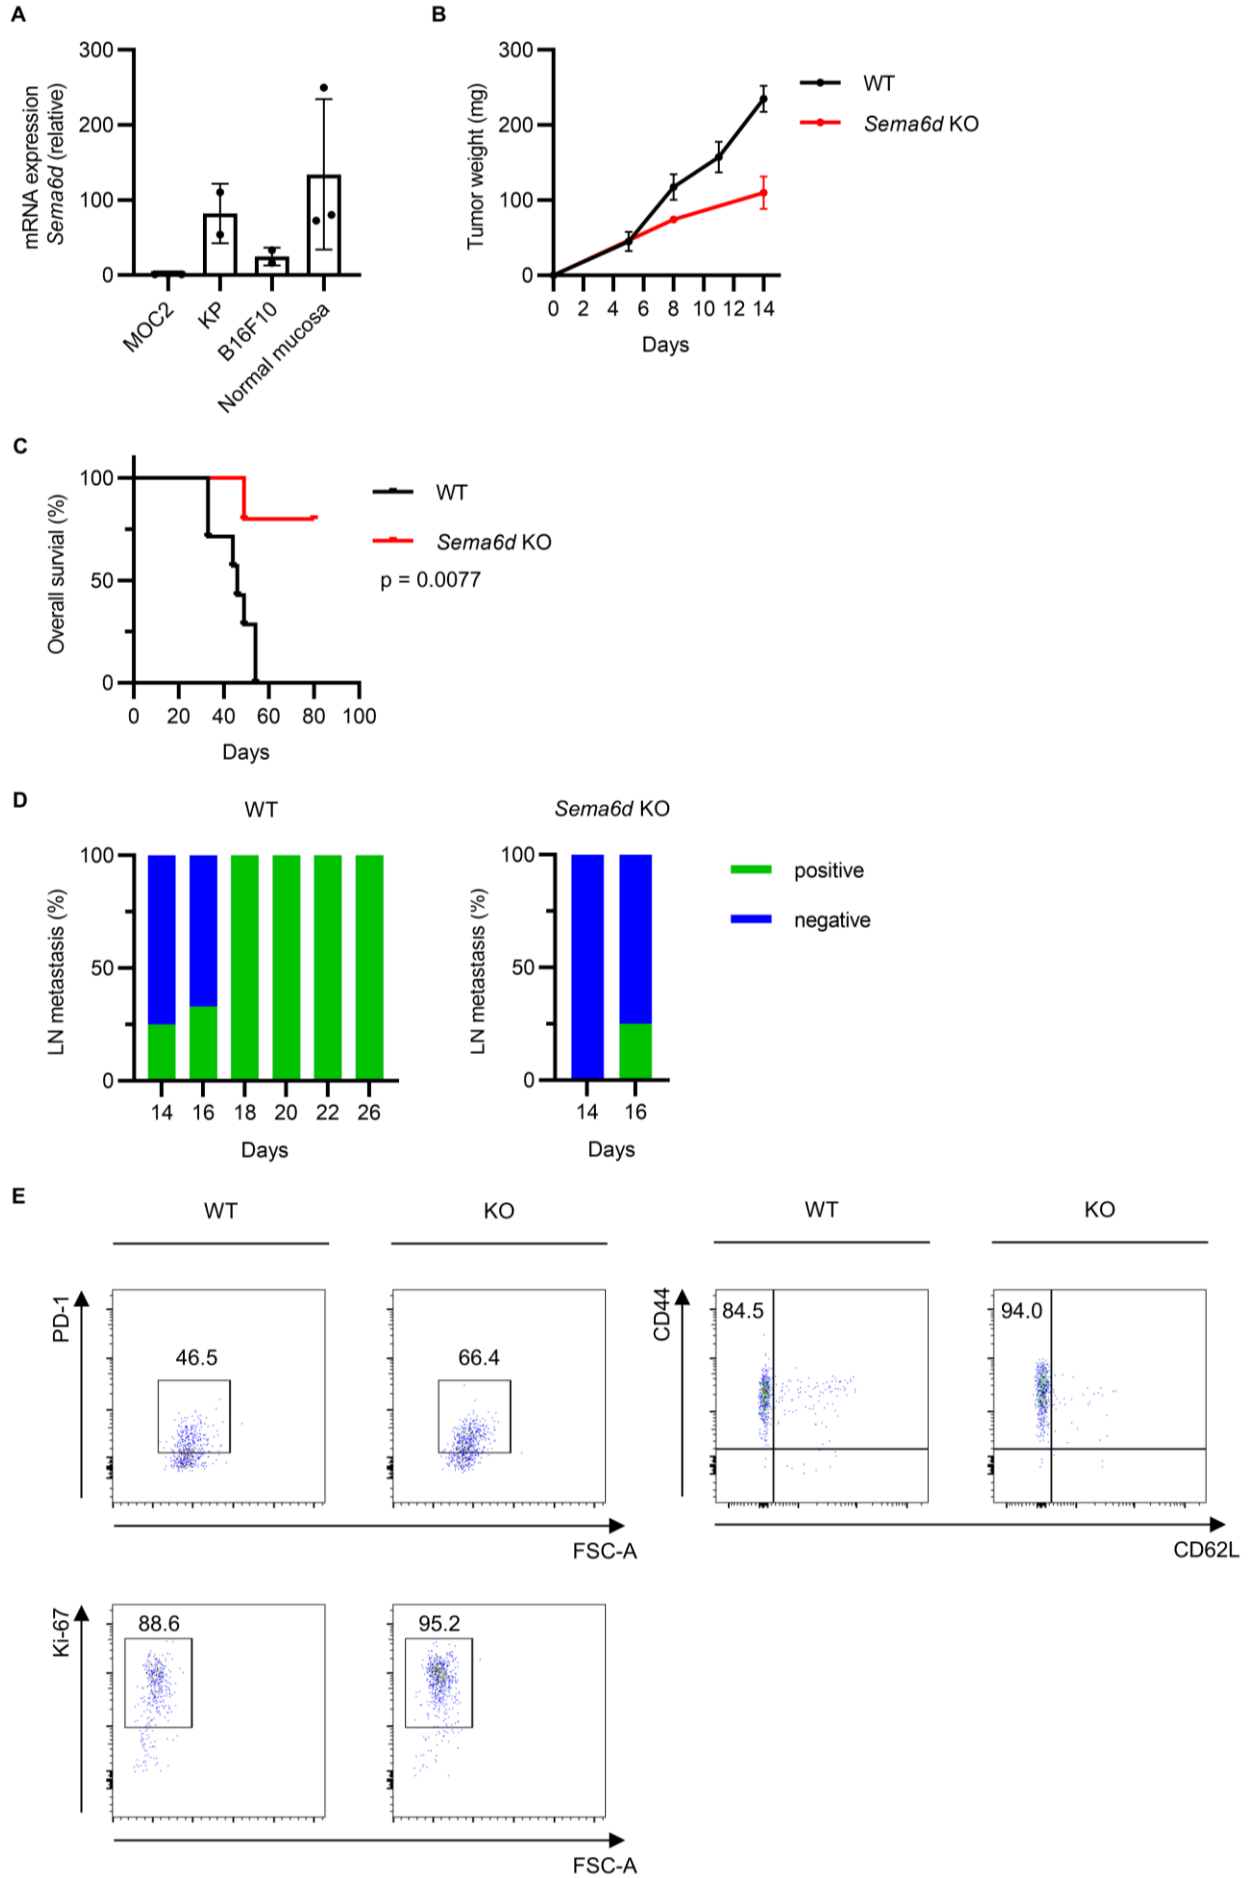 A
mRNA expression
Sema6d (relative)
300
200
100
0
MOC2
KP
B16F10
Normal mucosa
B
Tumor weight (mg)
300
200
100
0
0 2 4 6 8 10 12 14
Days
WT
Sema6d KO
C
Overall survial (%)
100
50
0
0 20 40 60 80 100
Days
WT
Sema6d KO
p = 0.0077
D
WT
LN metastasis (%)
100
50
0
14 16 18 20 22 26
Days
Sema6d KO
LN metastasis (%)
100
50
0
14 16
Days
positive
negative
E
WT
KO
PD-1
46.5
66.4
FSC-A
WT
KO
CD44
84.5
94.0
CD62L
Ki-67
88.6
95.2
FSC-A